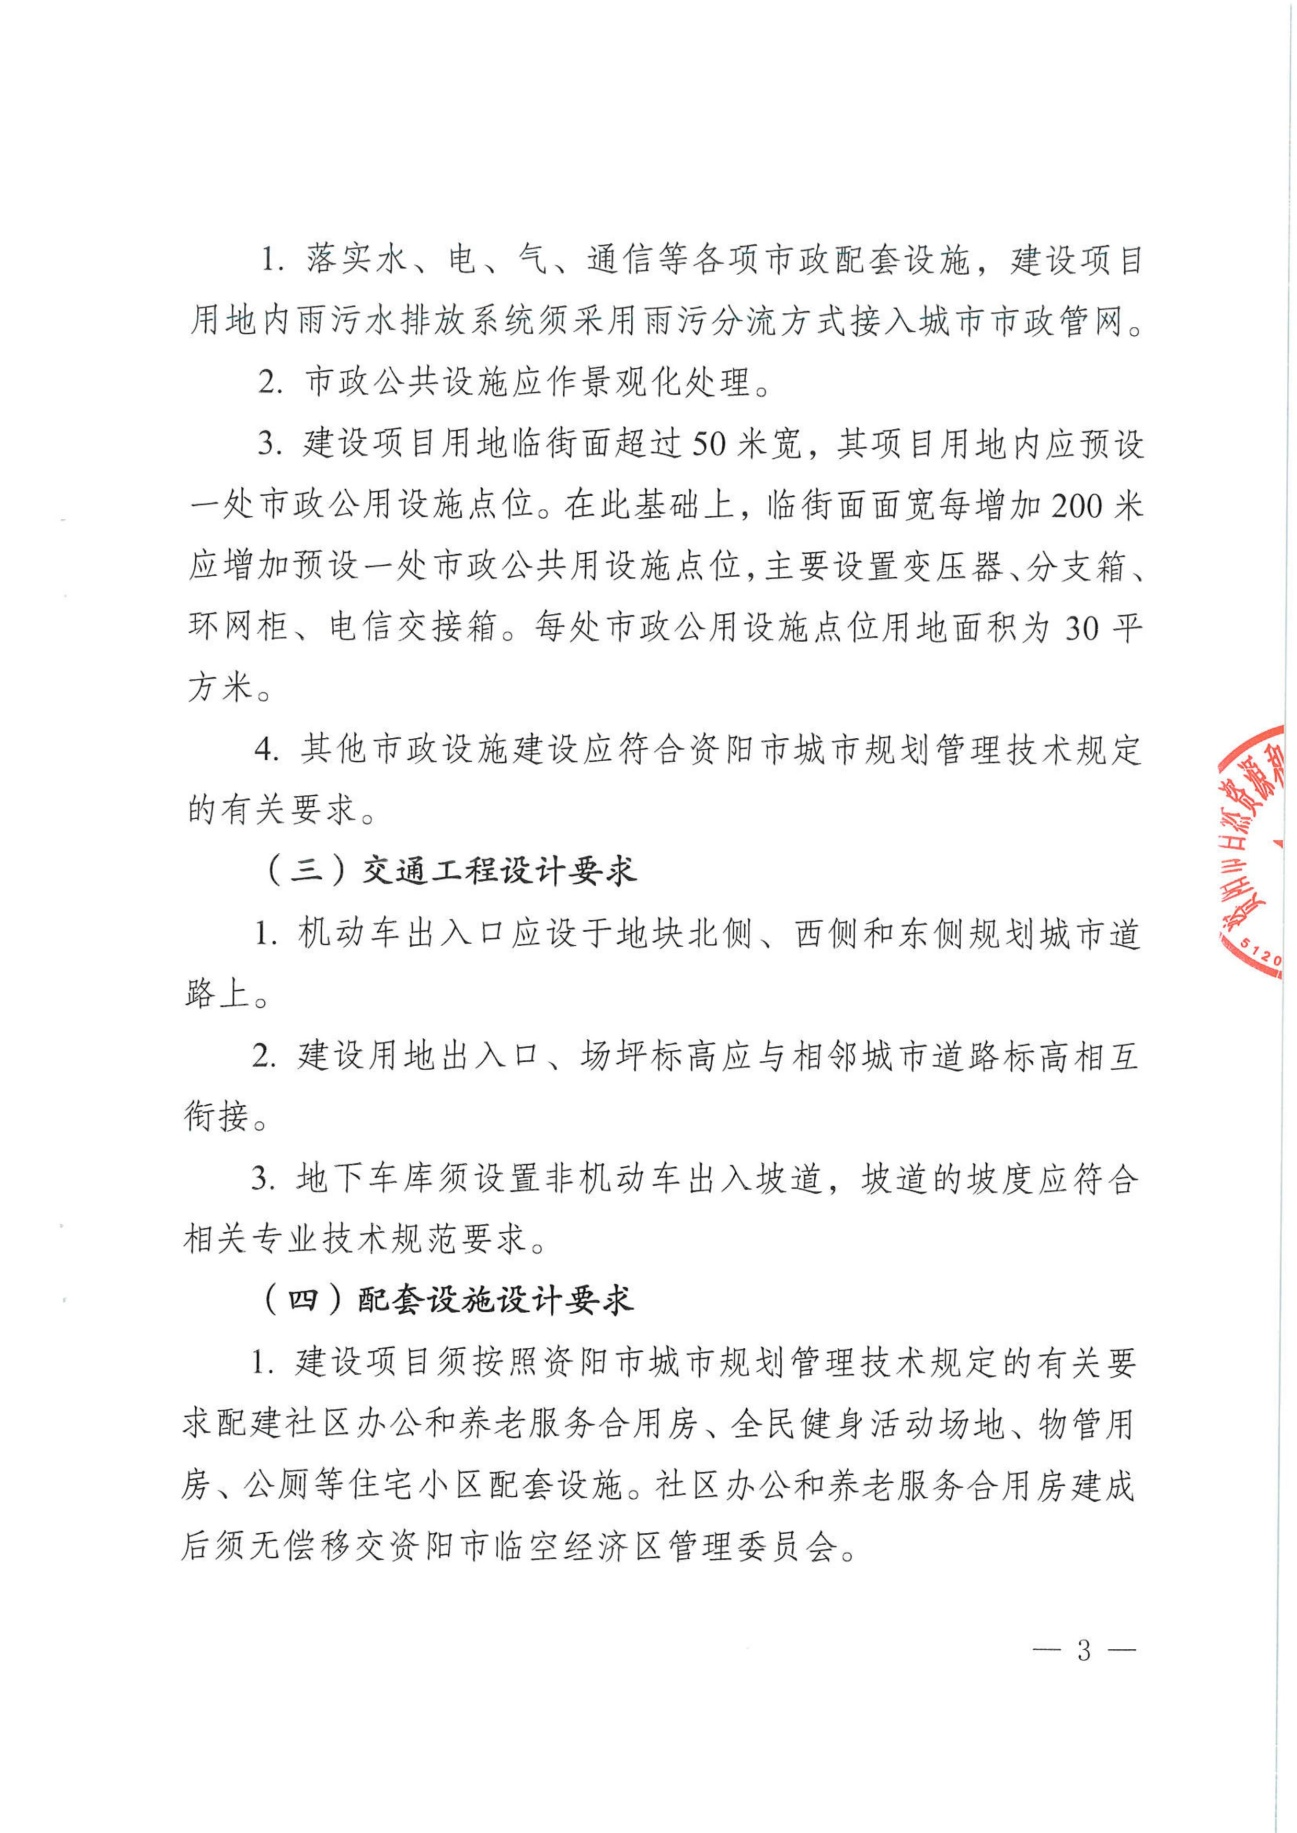 1. 落实水、电、气、通信等各项市政配套设施，建设项目
用地内雨污水排放系统须采用雨污分流方式接入城市市政管网。
2. 市政公共设施应作景观化处理。
3. 建设项目用地临街面超过 50 米宽，其项目用地内应预设
一处市政公用设施点位。在此基础上，临街面面宽每增加 200 米
应增加预设一处市政公共用设施点位，主要设置变压器、分支箱、
环网柜、电信交接箱。每处市政公用设施点位用地面积为 30 平
方米。
4. 其他市政设施建设应符合资阳市城市规划管理技术规定
的有关要求。
（三）交通工程设计要求
1. 机动车出入口应设于地块北侧、西侧和东侧规划城市道
路上。
2. 建设用地出入口、场坪标高应与相邻城市道路标高相互
衔接。
3. 地下车库须设置非机动车出入坡道，坡道的坡度应符合
相关专业技术规范要求。
（四）配套设施设计要求
1. 建设项目须按照资阳市城市规划管理技术规定的有关要
求配建社区办公和养老服务合用房、全民健身活动场地、物管用
房、公厕等住宅小区配套设施。社区办公和养老服务合用房建成
后须无偿移交资阳市临空经济区管理委员会。
资阳市自然资源
5120
— 3 —